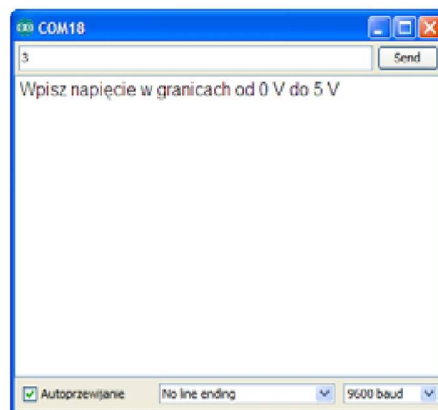 COM18
3
Send
Wpisz napięcie w granicach od 0 V do 5 V
Autoprzewijanie
No line ending
9600 baud